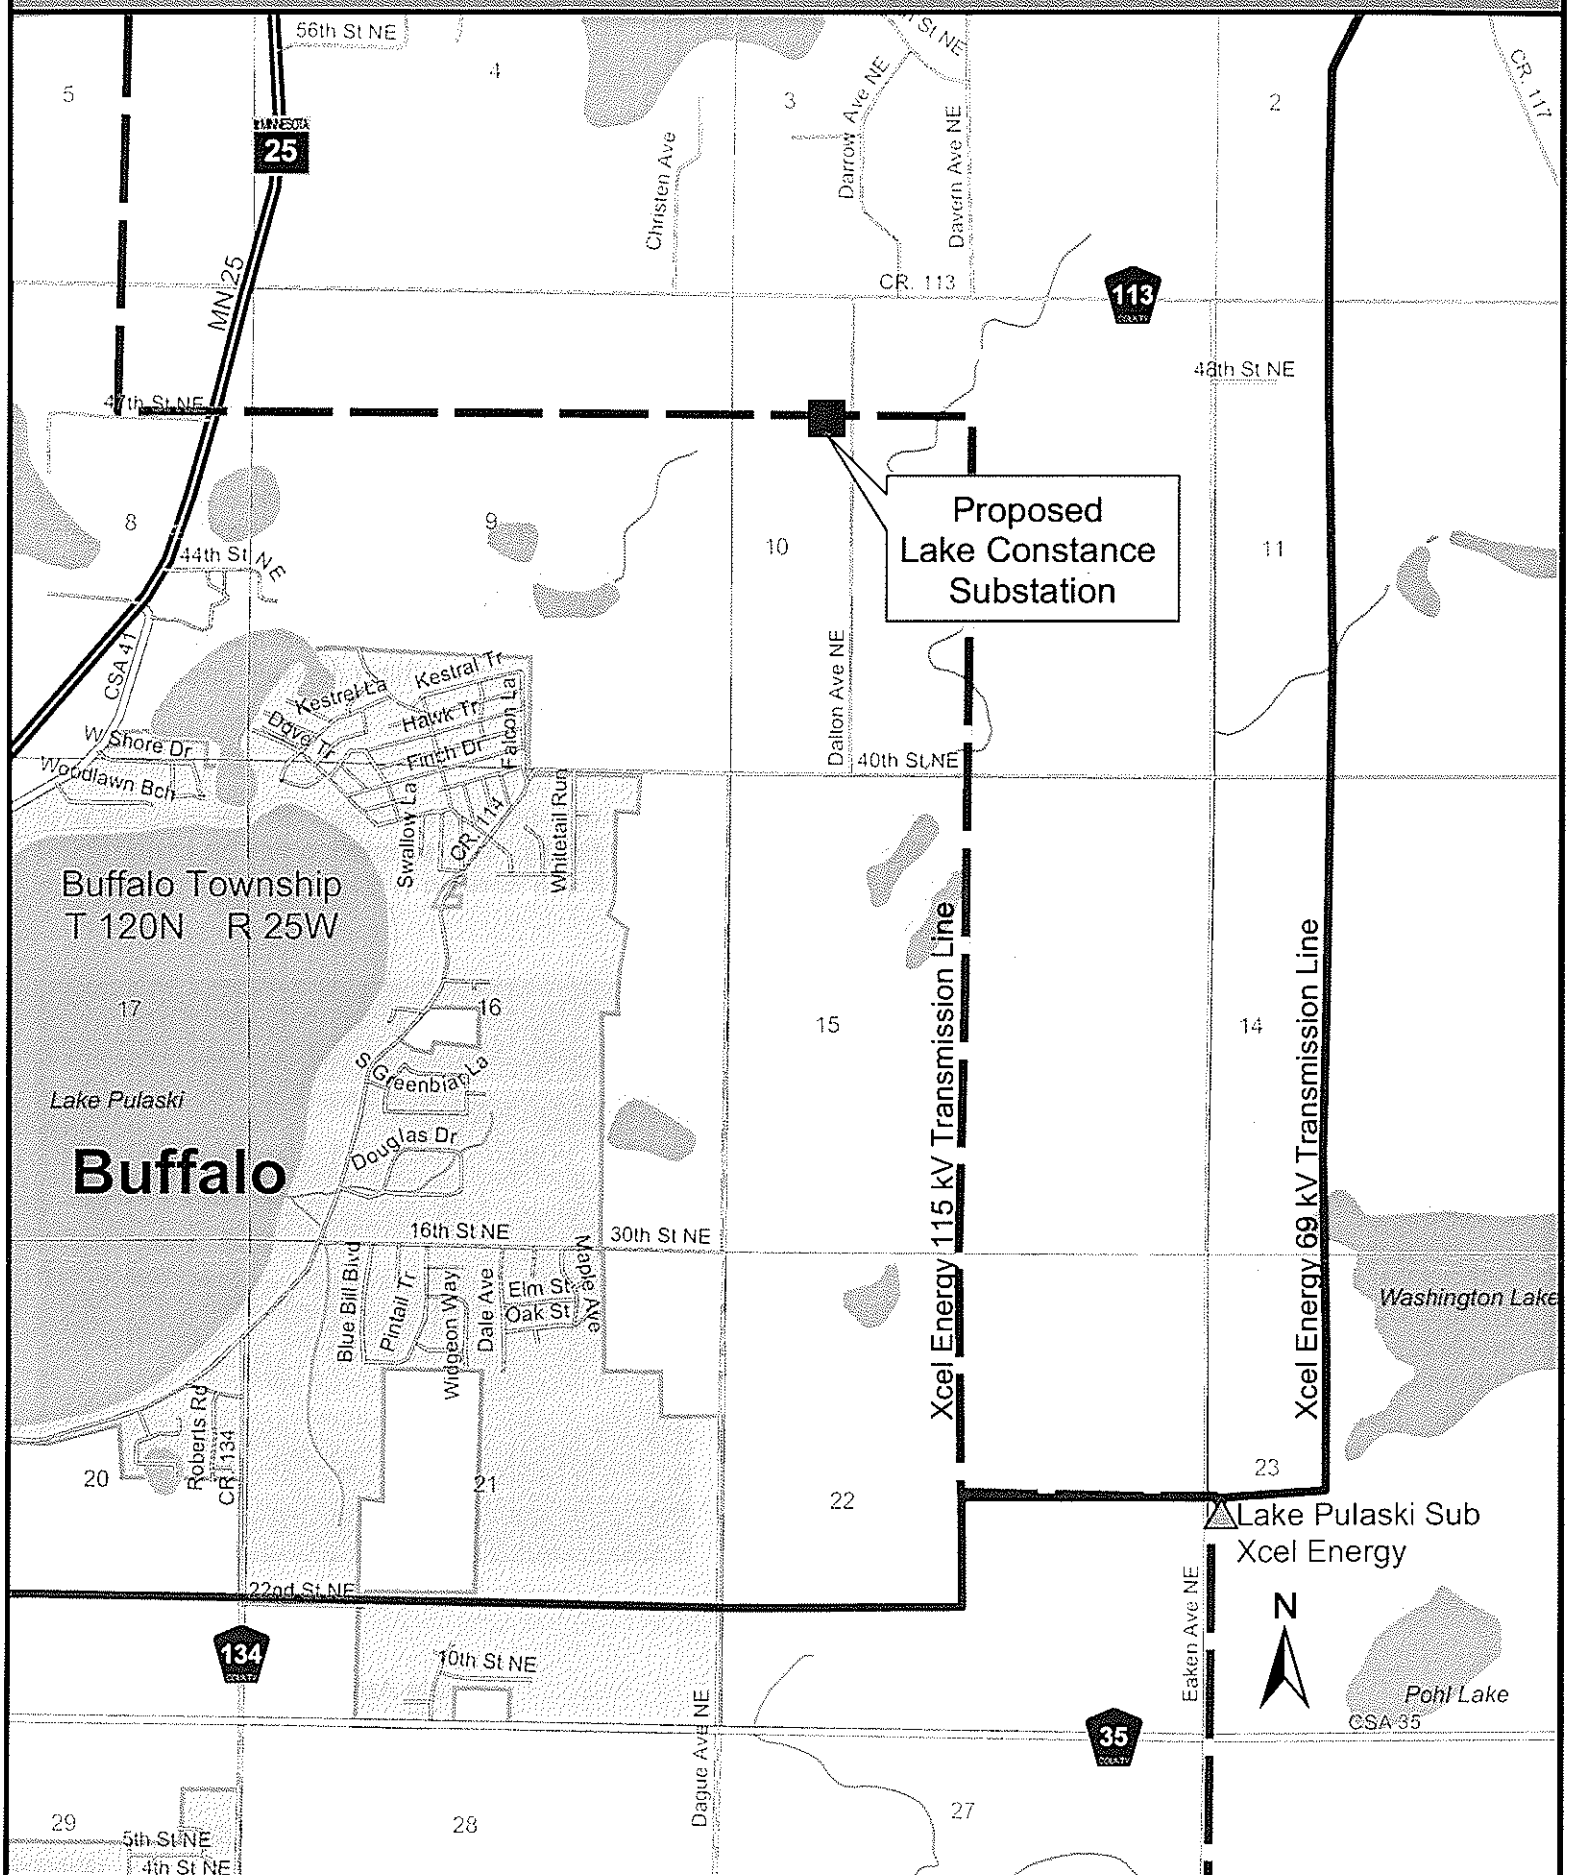 56th St NE
5
4
3
2
St NE
CR. 117
MINNESOTA
25
Christen Ave
Darrow Ave NE
Davern Ave NE
MN 25
CR. 113
113
COUNTY
48th St NE
47th St NE
Proposed
Lake Constance
Substation
8
9
10
11
44th St NE
CSA 41
Kestrel La
Kestral Tr
Dove Tr
Hawk Tr
Finch Dr
Falcon La
Dalton Ave NE
W Shore Dr
Woodlawn Bch
40th St NE
Swallow La
CR. 114
Whitetail Run
Buffalo Township
T 120N R 25W
17
16
15
14
Xcel Energy 115 kV Transmission Line
Xcel Energy 69 kV Transmission Line
S Greenbiar La
Lake Pulaski
Douglas Dr
Buffalo
16th St NE
30th St NE
Blue Bill Blvd
Pintail Tr
Widgeon Way
Dale Ave
Elm St
Oak St
Maple Ave
Washington Lake
Roberts Rd
CR. 134
20
21
22
23
Lake Pulaski Sub
Xcel Energy
22nd St NE
Eaken Ave NE
N
134
COUNTY
10th St NE
Dague Ave NE
Pohl Lake
CSA 35
35
COUNTY
29
28
27
5th St NE
4th St NE